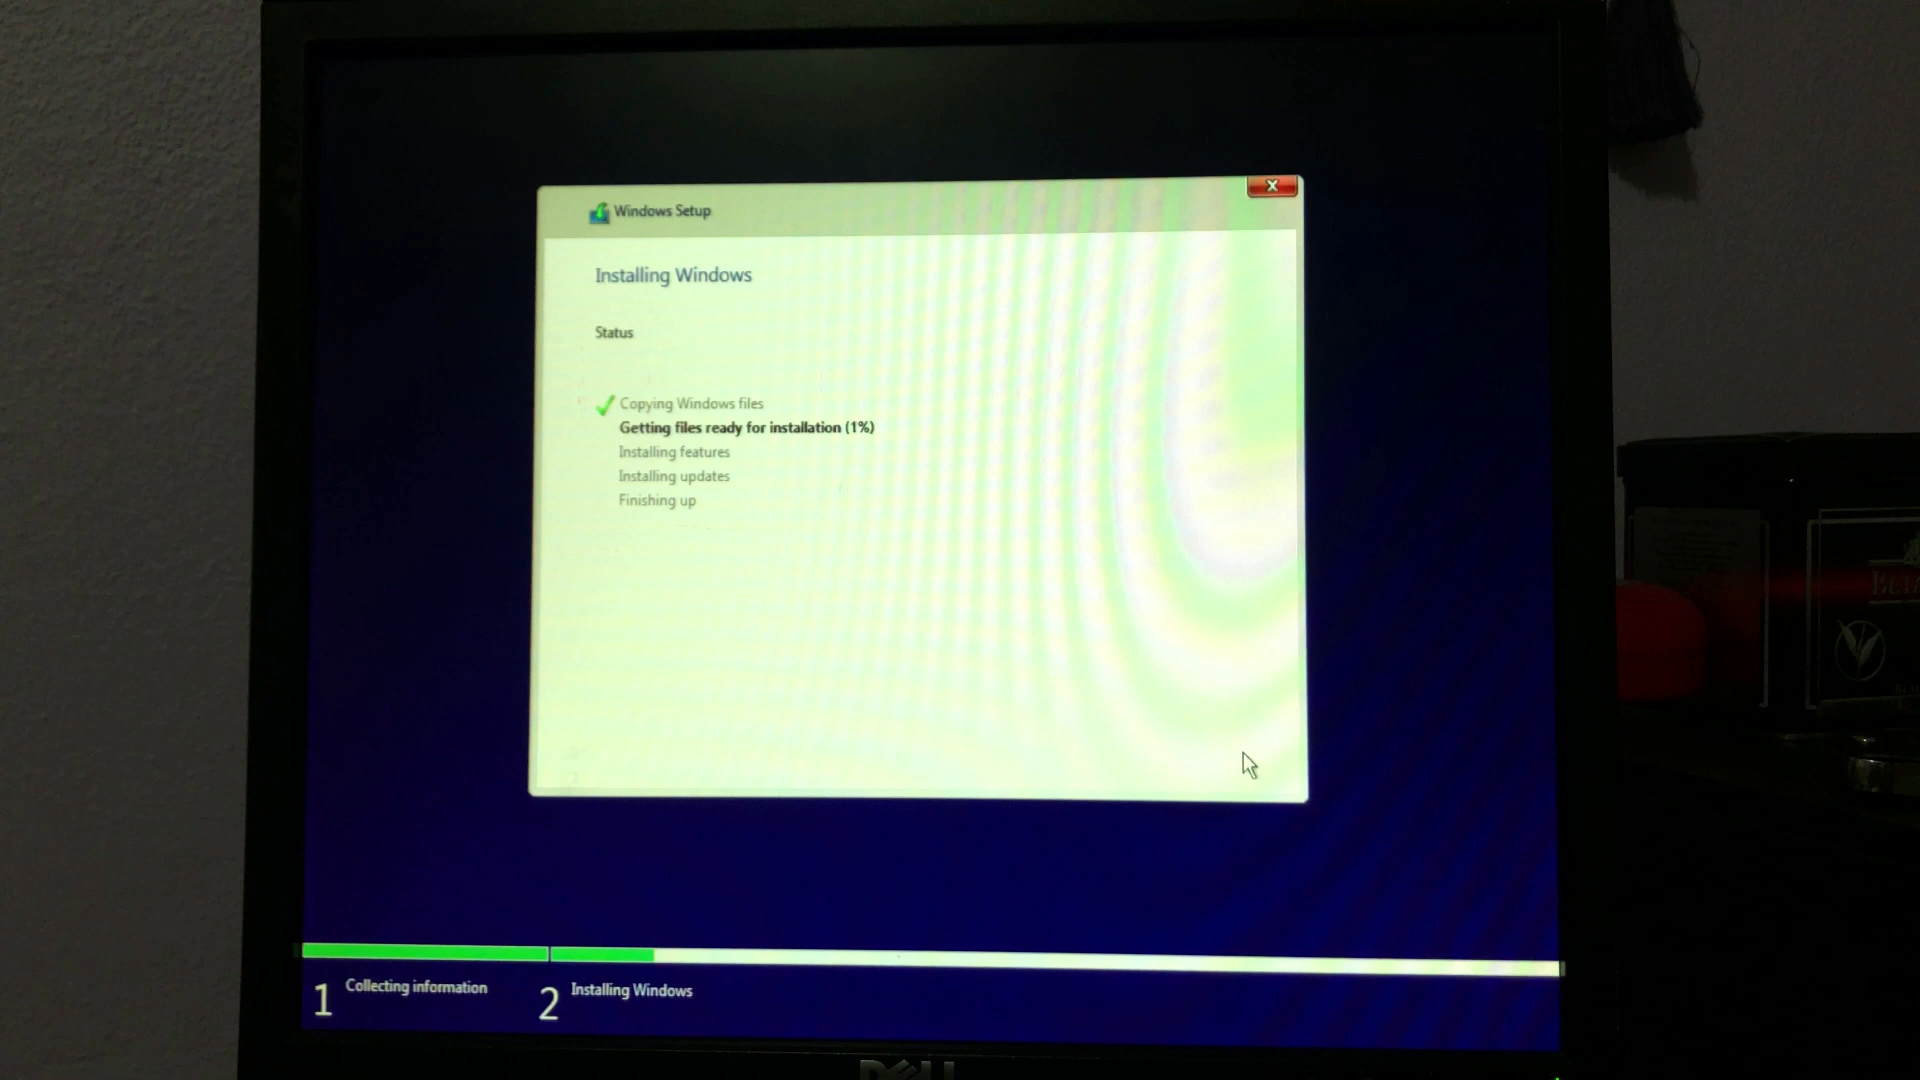 Windows Setup
Installing Windows
Status
Copying Windows files
Getting files ready for installation (1%)
Installing features
Installing updates
Finishing up
1 Collecting information
2 Installing Windows
DELL